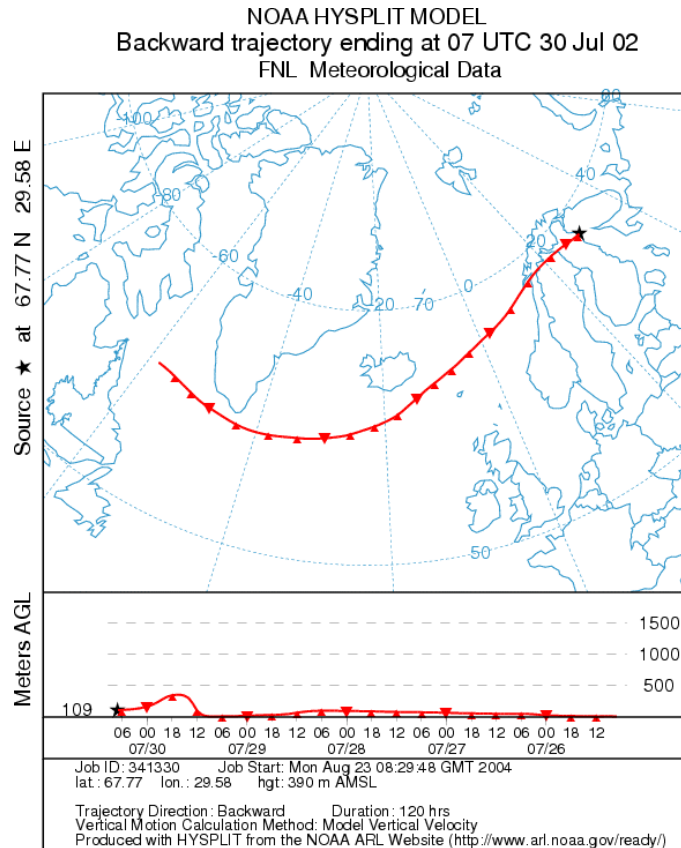 NOAA HYSPLIT MODEL
Backward trajectory ending at 07 UTC 30 Jul 02
FNL Meteorological Data
Source ★ at 67.77 N 29.58 E
-100
-80
-60
-40
-20
70
0
20
40
60
50
Meters AGL
1500
1000
500
109
06 00 18 12 06 00 18 12 06 00 18 12 06 00 18 12 06 00 18 12
07/30 07/29 07/28 07/27 07/26
Job ID: 341330 Job Start: Mon Aug 23 08:29:48 GMT 2004
lat.: 67.77 lon.: 29.58 hgt: 390 m AMSL
Trajectory Direction: Backward Duration: 120 hrs
Vertical Motion Calculation Method: Model Vertical Velocity
Produced with HYSPLIT from the NOAA ARL Website (http://www.arl.noaa.gov/ready/)